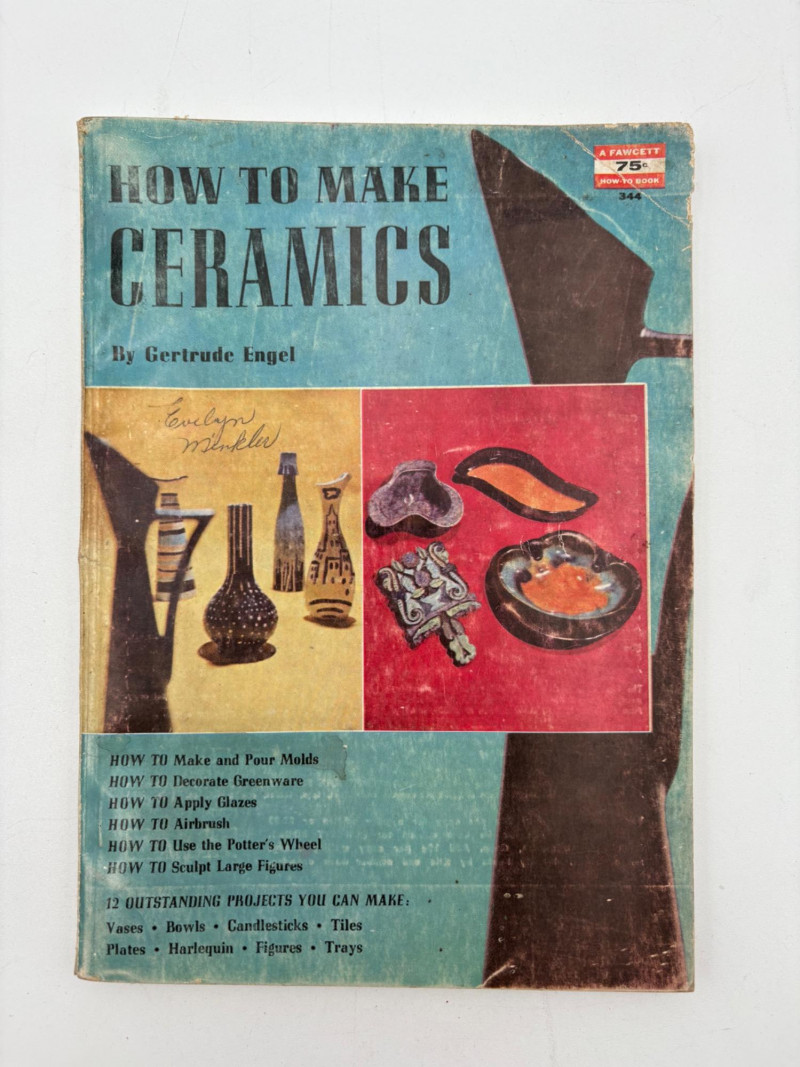 HOW TO MAKE
CERAMICS
By Gertrude Engel
A FAWCETT
75c
HOW-TO BOOK
344
Evelyn
Minkler
HOW TO Make and Pour Molds
HOW TO Decorate Greenware
HOW TO Apply Glazes
HOW TO Airbrush
HOW TO Use the Potter's Wheel
HOW TO Sculpt Large Figures
12 OUTSTANDING PROJECTS YOU CAN MAKE:
Vases • Bowls • Candlesticks • Tiles
Plates • Harlequin • Figures • Trays